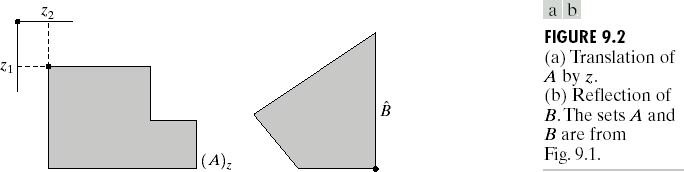 z2
z1
(A)z
B̂
a b
FIGURE 9.2
(a) Translation of
A by z.
(b) Reflection of
B. The sets A and
B are from
Fig. 9.1.